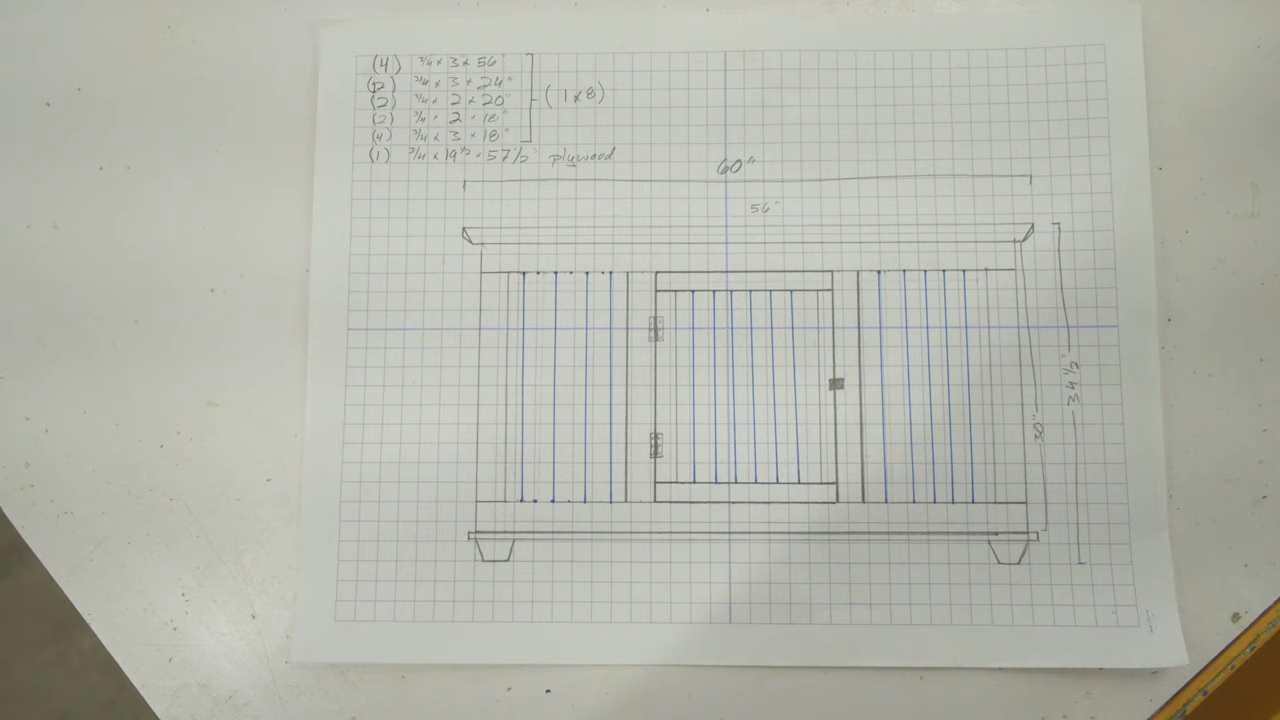 (4) 3/4 x 3 x 56"
(12) 3/4 x 3 x 24"
(2) 3/4 x 2 x 20"
(2) 3/4 x 2 x 18"
(4) 3/4 x 3 x 18"
(1x8)
(1) 3/4 x 19 1/2 x 57 1/2" plywood
60"
56"
30"
34 1/2"